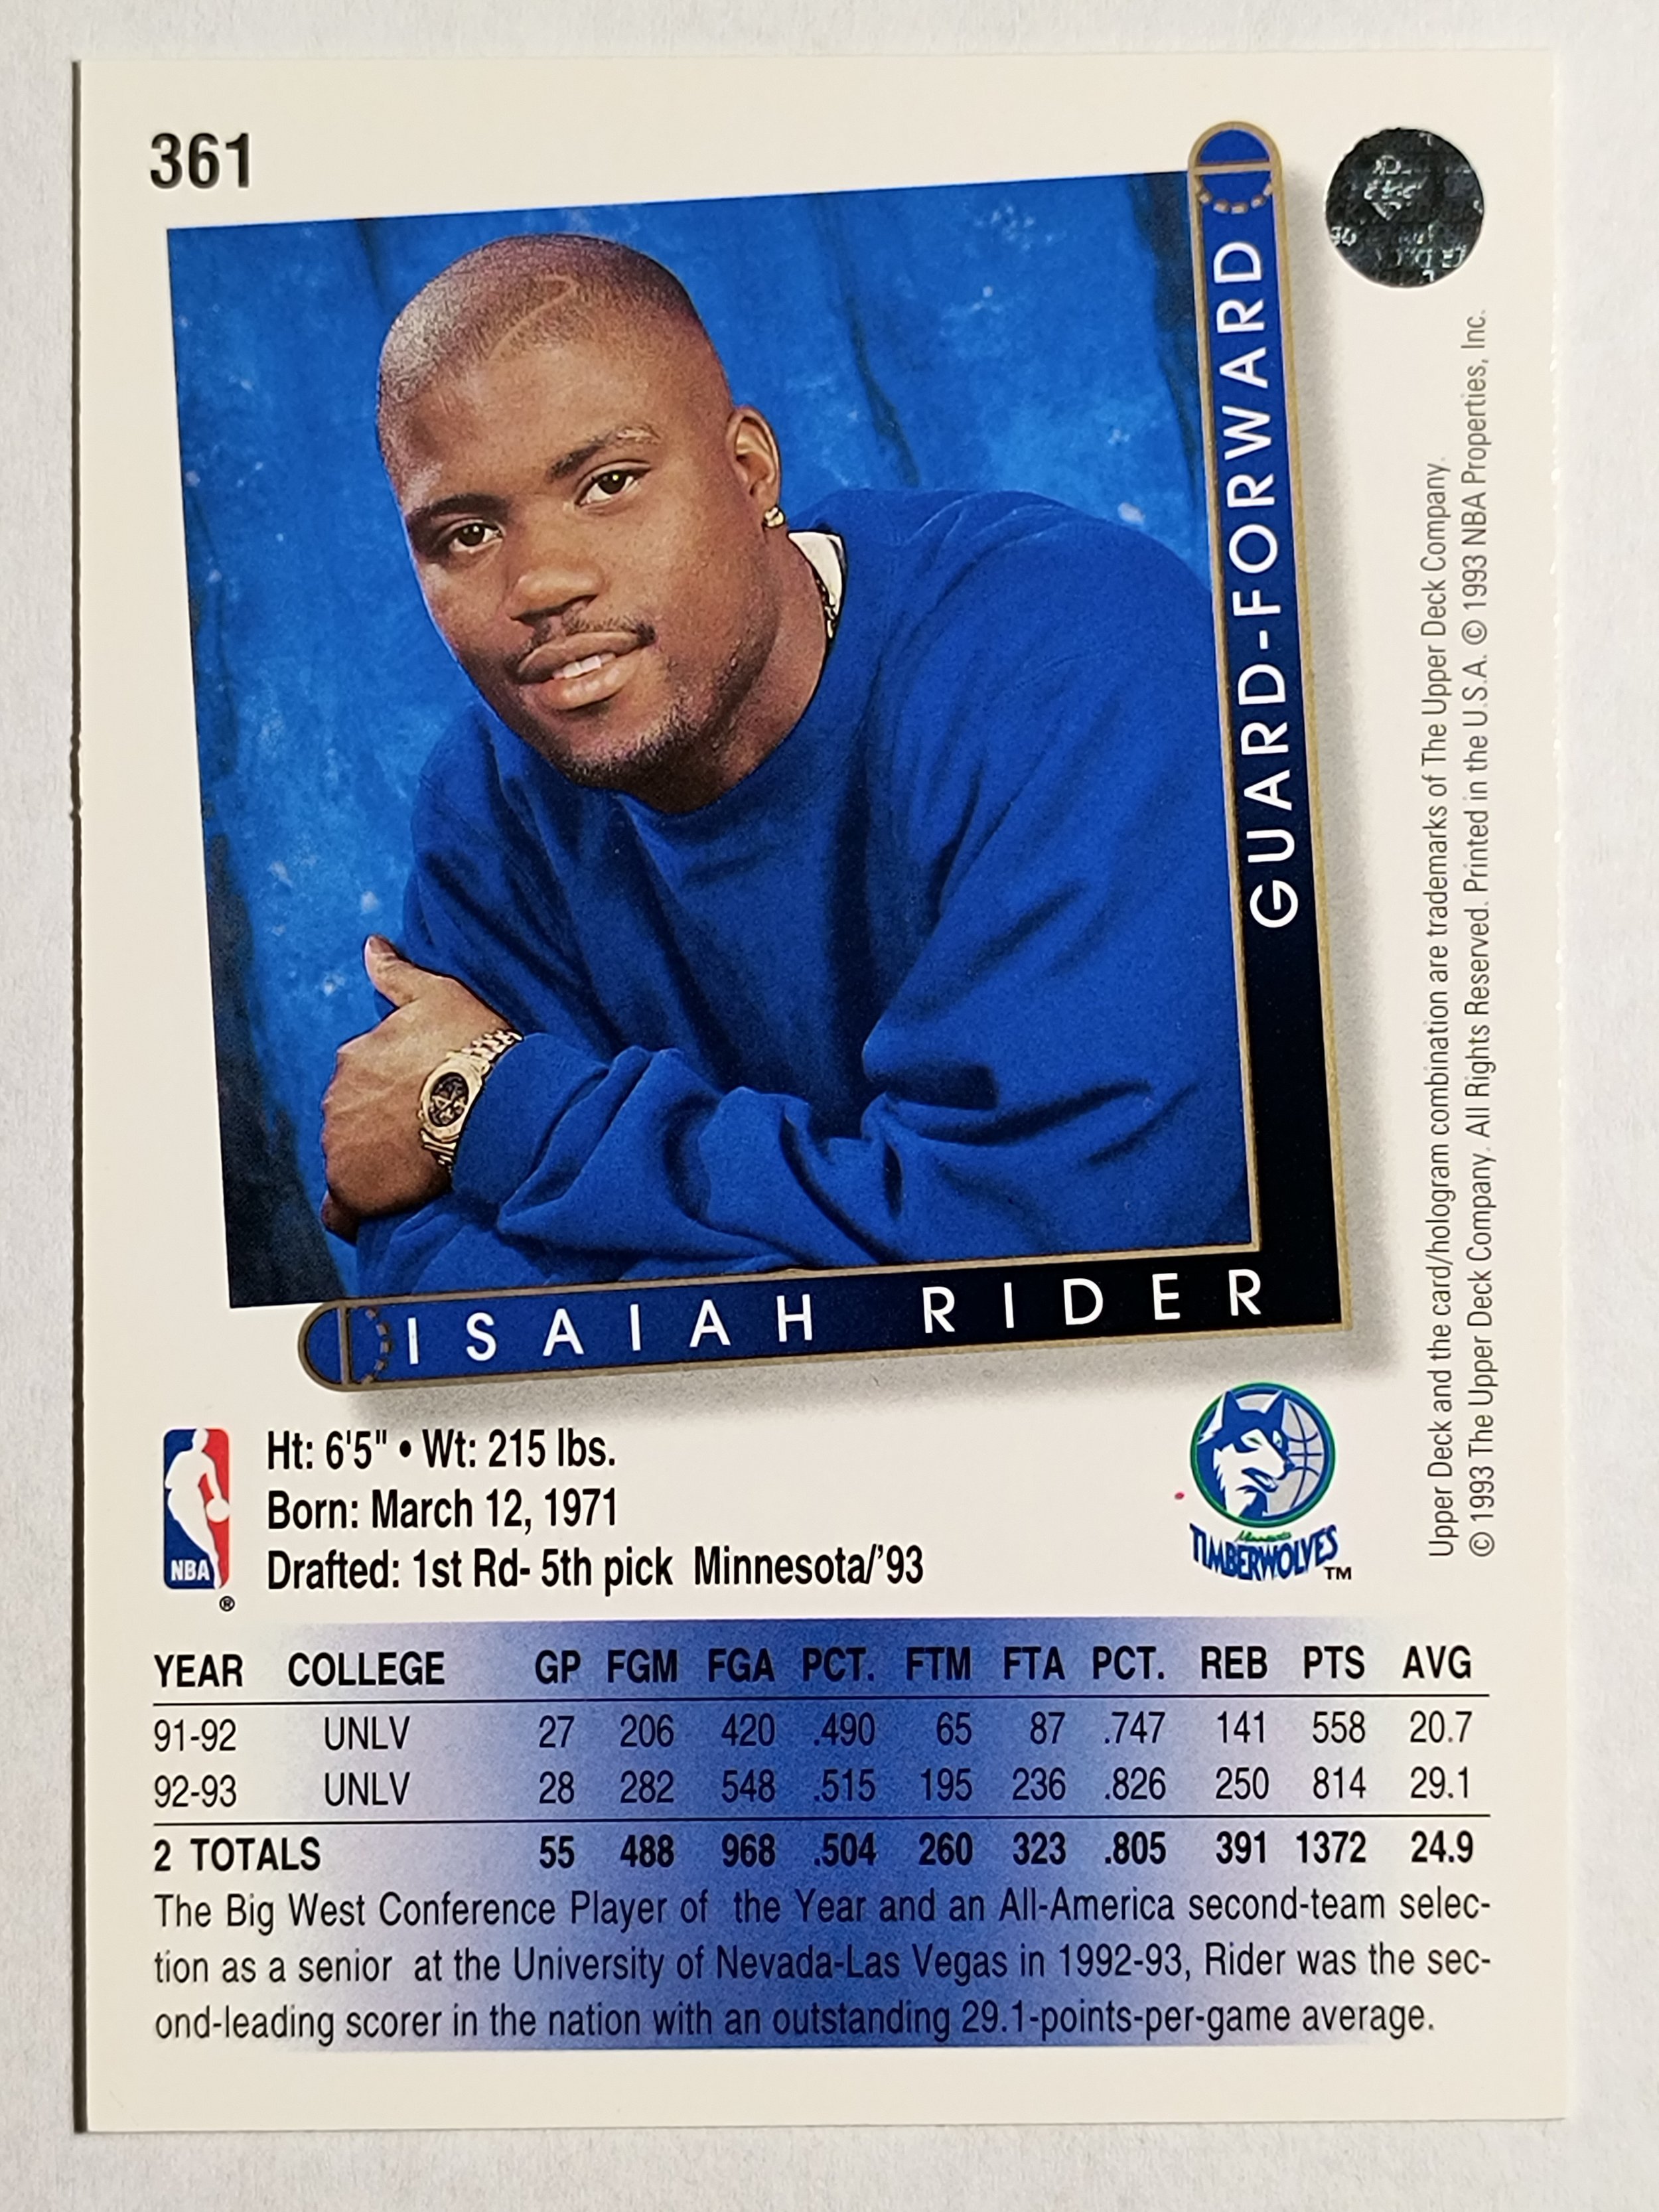 361
GUARD-FORWARD
ISAIAH RIDER
Upper Deck and the card/hologram combination are trademarks of The Upper Deck Company.
© 1993 The Upper Deck Company. All Rights Reserved. Printed in the U.S.A. © 1993 NBA Properties, Inc.
NBA
®
Ht: 6'5" • Wt: 215 lbs.
Born: March 12, 1971
Drafted: 1st Rd- 5th pick Minnesota/'93
Minnesota
TIMBERWOLVES TM
YEAR COLLEGE GP FGM FGA PCT. FTM FTA PCT. REB PTS AVG
91-92 UNLV 27 206 420 .490 65 87 .747 141 558 20.7
92-93 UNLV 28 282 548 .515 195 236 .826 250 814 29.1
2 TOTALS 55 488 968 .504 260 323 .805 391 1372 24.9
The Big West Conference Player of the Year and an All-America second-team selec-
tion as a senior at the University of Nevada-Las Vegas in 1992-93, Rider was the sec-
ond-leading scorer in the nation with an outstanding 29.1-points-per-game average.